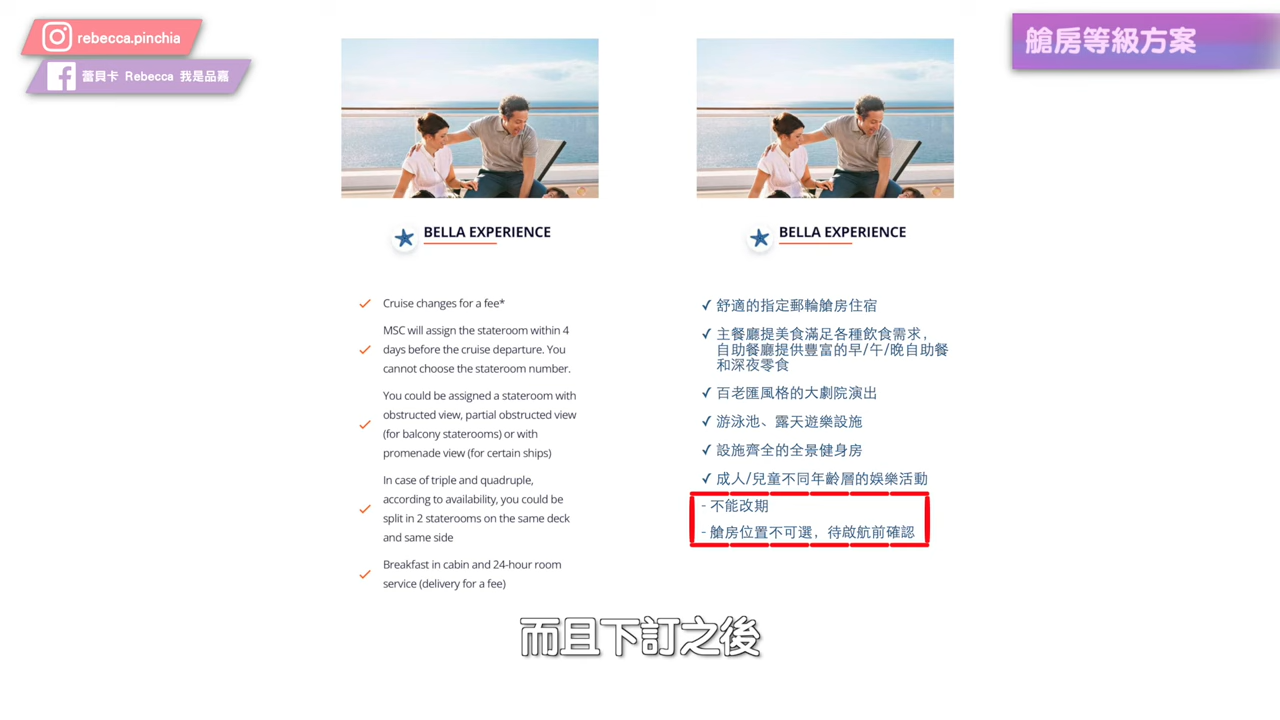 rebecca.pinchia
蕾貝卡 Rebecca 我是品嘉
艙房等級方案
BELLA EXPERIENCE
Cruise changes for a fee*
MSC will assign the stateroom within 4
days before the cruise departure. You
cannot choose the stateroom number.
You could be assigned a stateroom with
obstructed view, partial obstructed view
(for balcony staterooms) or with
promenade view (for certain ships)
In case of triple and quadruple,
according to availability, you could be
split in 2 staterooms on the same deck
and same side
Breakfast in cabin and 24-hour room
service (delivery for a fee)
BELLA EXPERIENCE
✓ 舒適的指定郵輪艙房住宿
✓ 主餐廳提美食滿足各種飲食需求，
自助餐廳提供豐富的早/午/晚自助餐
和深夜零食
✓ 百老匯風格的大劇院演出
✓ 游泳池、露天遊樂設施
✓ 設施齊全的全景健身房
✓ 成人/兒童不同年齡層的娛樂活動
- 不能改期
- 艙房位置不可選，待啟航前確認
而且下訂之後